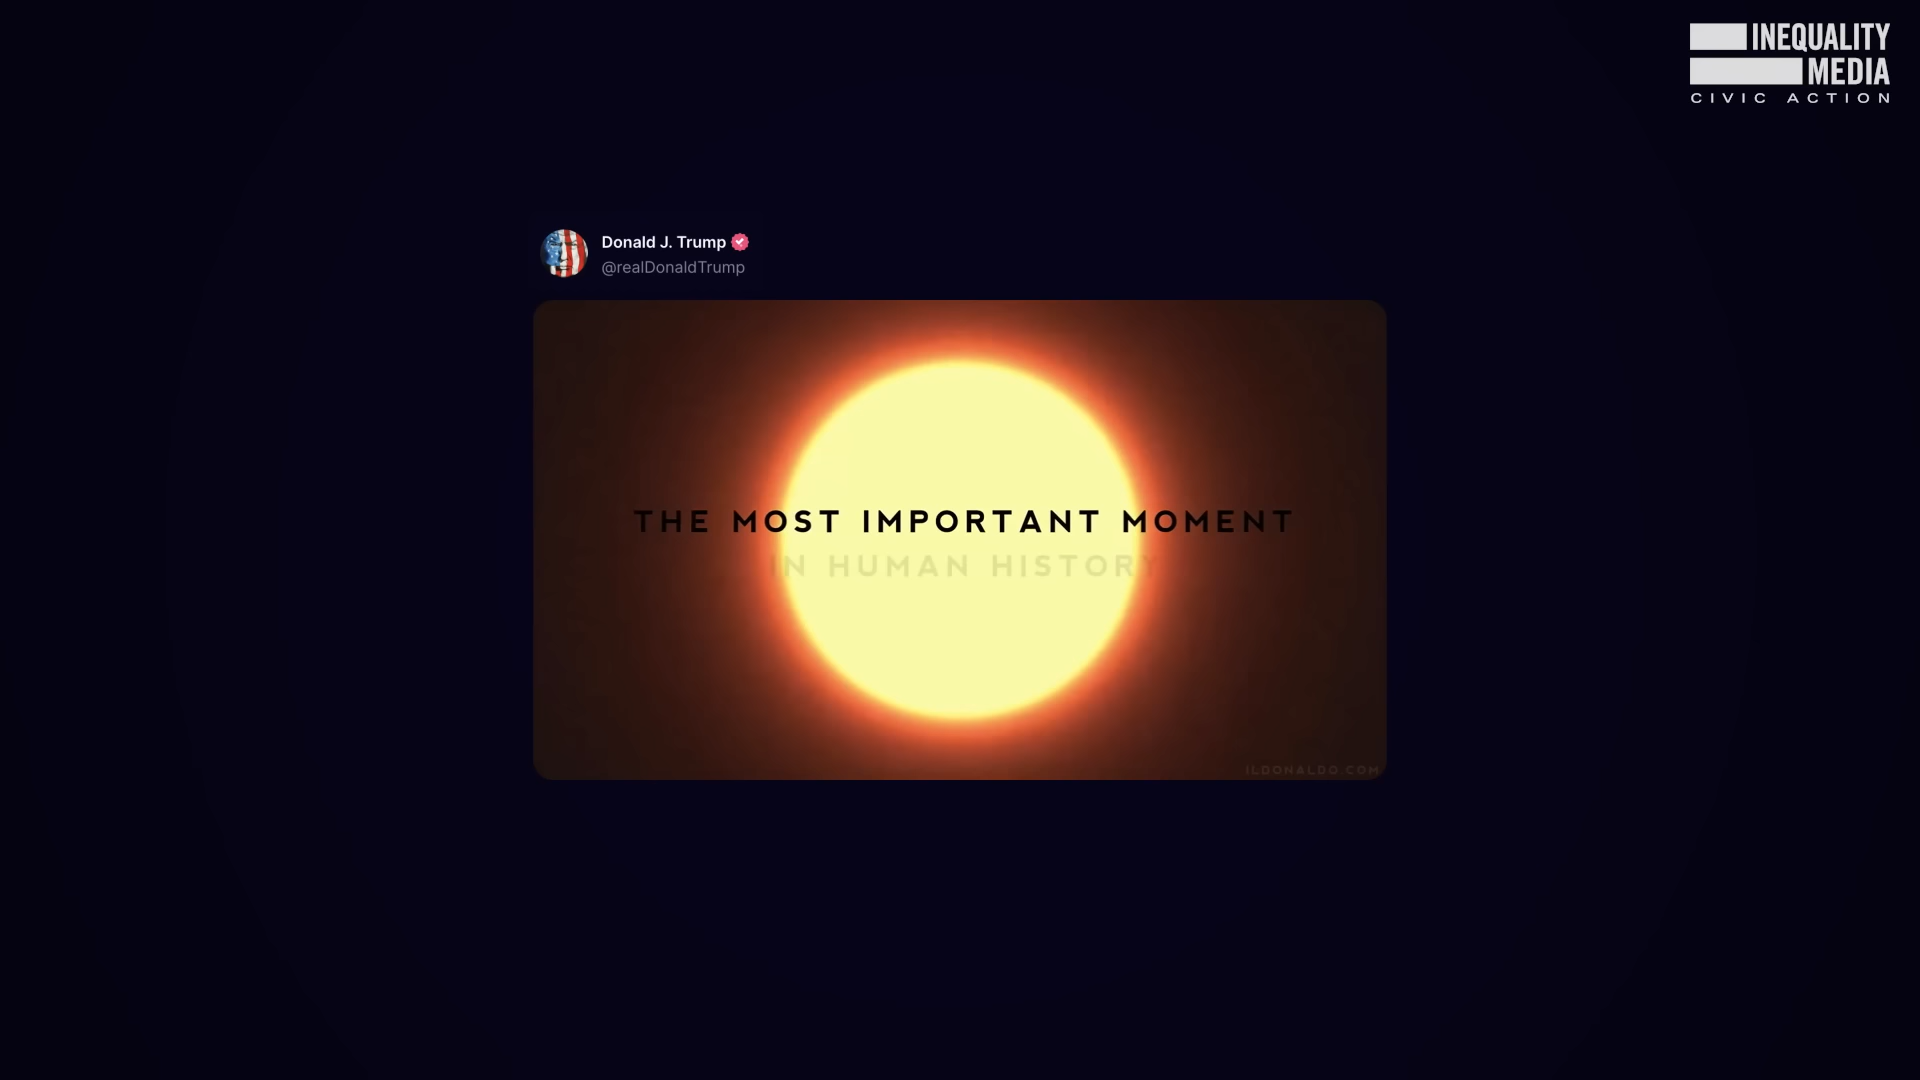 INEQUALITY
MEDIA
CIVIC ACTION
Donald J. Trump
@realDonaldTrump
THE MOST IMPORTANT MOMENT
IN HUMAN HISTORY
ILDONALDO.COM